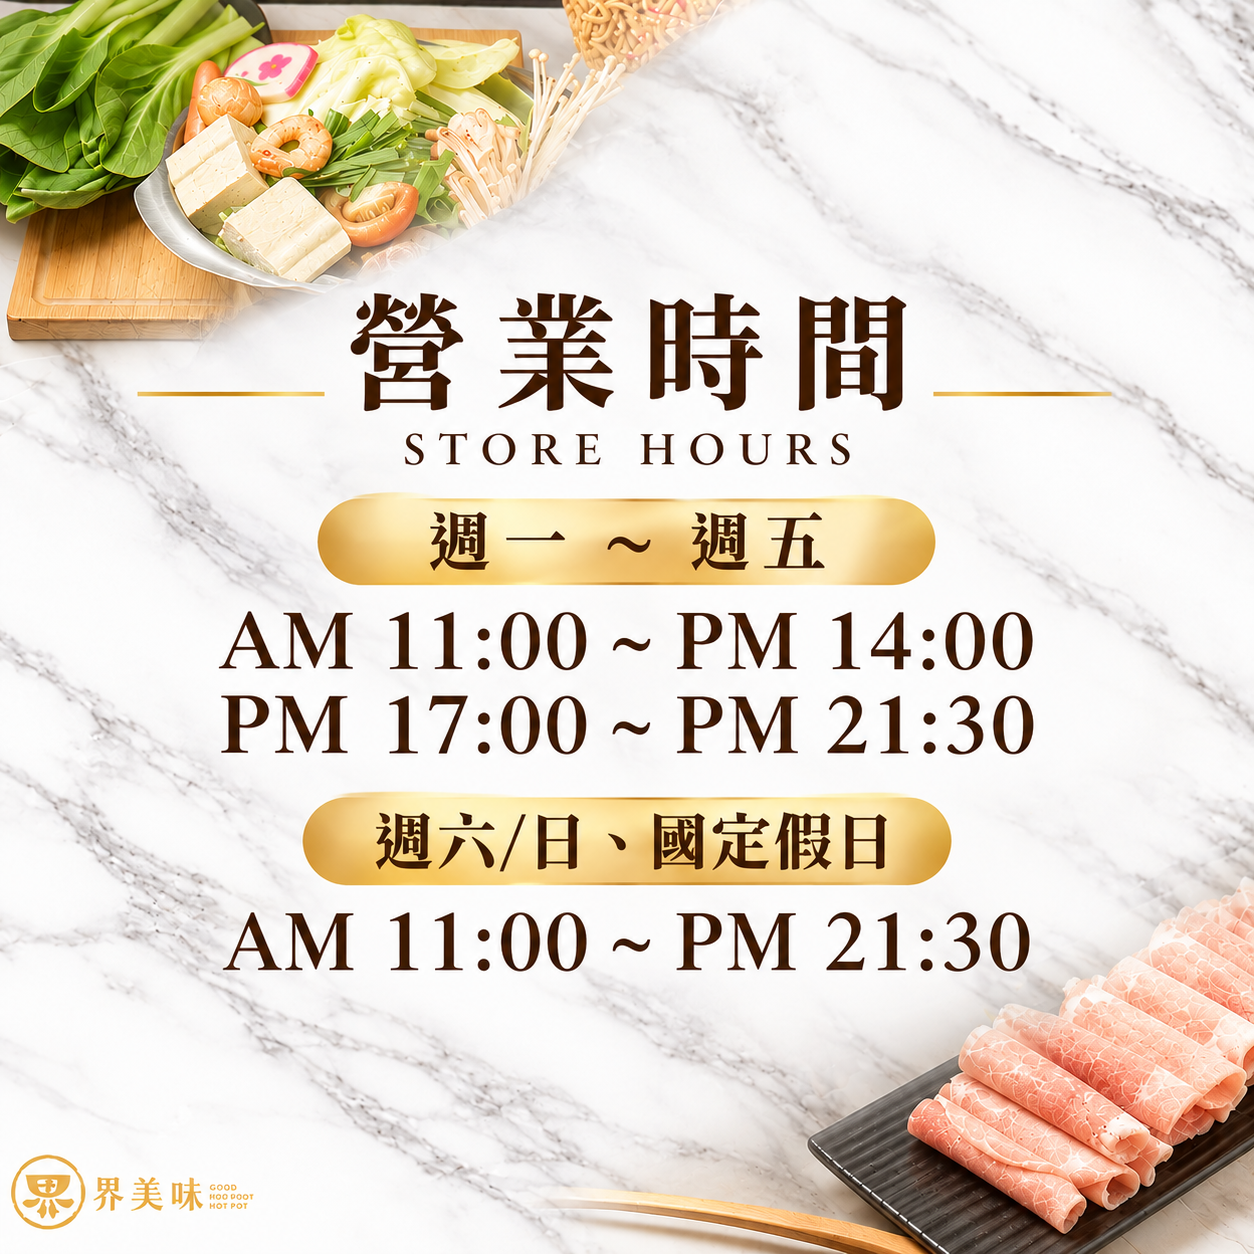 營業時間
STORE HOURS
週一 ~ 週五
AM 11:00 ~ PM 14:00
PM 17:00 ~ PM 21:30
週六/日、國定假日
AM 11:00 ~ PM 21:30
界 界美味
GOOD
HOO POOT
HOT POT